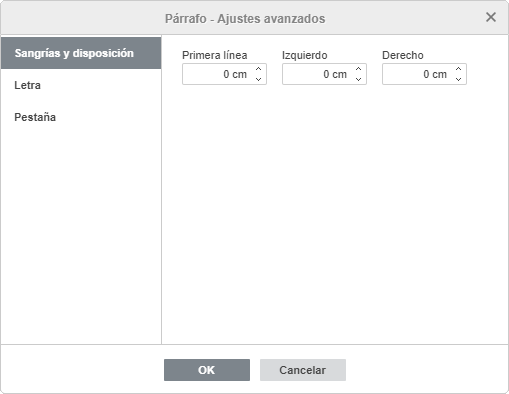 Párrafo - Ajustes avanzados
Sangrías y disposición
Letra
Pestaña
Primera línea Izquierdo Derecho
0 cm 0 cm 0 cm
OK Cancelar